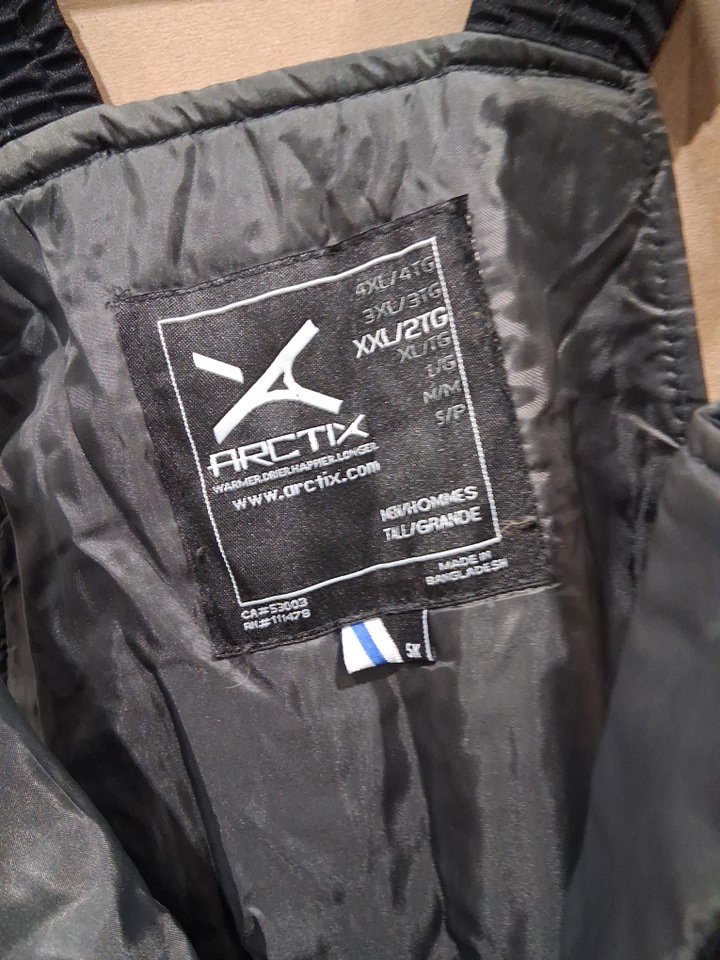 4XL/4TG
3XL/3TG
XXL/2TG
XL/TG
L/G
M/M
S/P
ARCTIX
WARMER.DRIER.HAPPIER.LONGER.
www.arctix.com
MEN/HOMMES
TALL/GRANDE
MADE IN
BANGLADESH
CA#53003
RN#111478